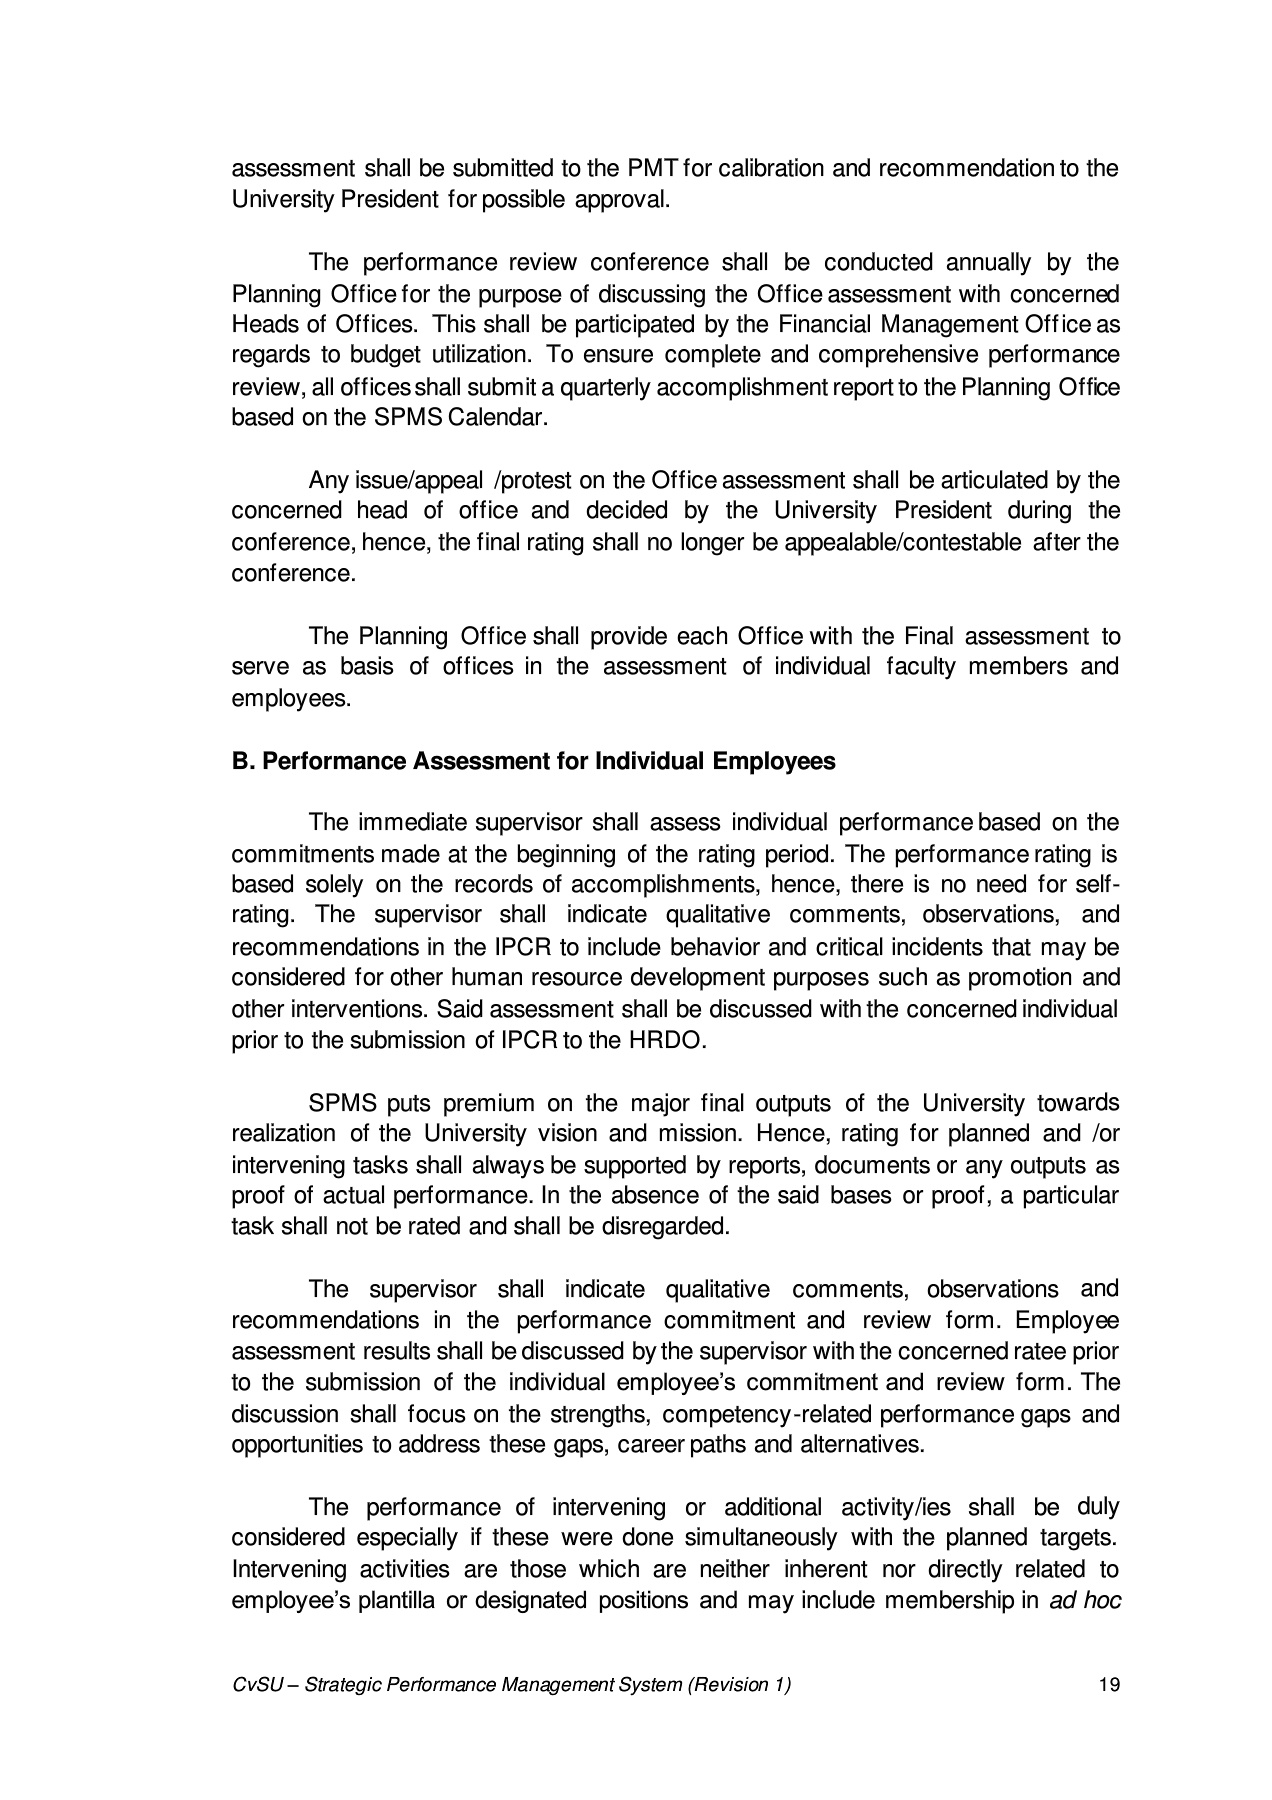 assessment shall be submitted to the PMT for calibration and recommendation to the
University President for possible approval.
The performance review conference shall be conducted annually by the
Planning Office for the purpose of discussing the Office assessment with concerned
Heads of Offices. This shall be participated by the Financial Management Office as
regards to budget utilization. To ensure complete and comprehensive performance
review, all offices shall submit a quarterly accomplishment report to the Planning Office
based on the SPMS Calendar.
Any issue/appeal /protest on the Office assessment shall be articulated by the
concerned head of office and decided by the University President during the
conference, hence, the final rating shall no longer be appealable/contestable after the
conference.
The Planning Office shall provide each Office with the Final assessment to
serve as basis of offices in the assessment of individual faculty members and
employees.
B. Performance Assessment for Individual Employees
The immediate supervisor shall assess individual performance based on the
commitments made at the beginning of the rating period. The performance rating is
based solely on the records of accomplishments, hence, there is no need for self-
rating. The supervisor shall indicate qualitative comments, observations, and
recommendations in the IPCR to include behavior and critical incidents that may be
considered for other human resource development purposes such as promotion and
other interventions. Said assessment shall be discussed with the concerned individual
prior to the submission of IPCR to the HRDO.
SPMS puts premium on the major final outputs of the University towards
realization of the University vision and mission. Hence, rating for planned and /or
intervening tasks shall always be supported by reports, documents or any outputs as
proof of actual performance. In the absence of the said bases or proof, a particular
task shall not be rated and shall be disregarded.
The supervisor shall indicate qualitative comments, observations and
recommendations in the performance commitment and review form. Employee
assessment results shall be discussed by the supervisor with the concerned ratee prior
to the submission of the individual employee’s commitment and review form. The
discussion shall focus on the strengths, competency-related performance gaps and
opportunities to address these gaps, career paths and alternatives.
The performance of intervening or additional activity/ies shall be duly
considered especially if these were done simultaneously with the planned targets.
Intervening activities are those which are neither inherent nor directly related to
employee’s plantilla or designated positions and may include membership in ad hoc
CvSU – Strategic Performance Management System (Revision 1) 19